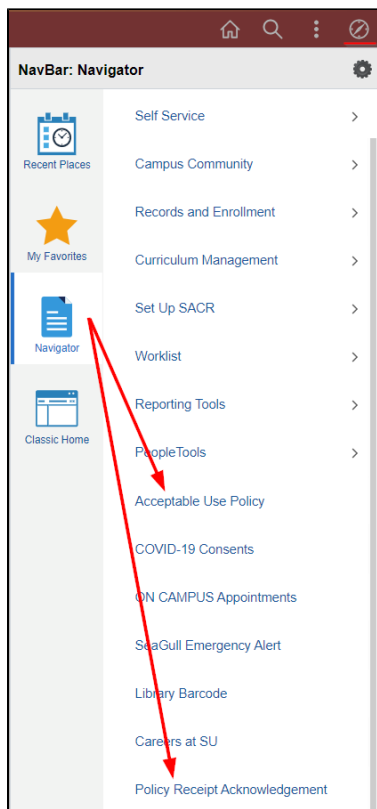 NavBar: Navigator
Recent Places
My Favorites
Navigator
Classic Home
Self Service
Campus Community
Records and Enrollment
Curriculum Management
Set Up SACR
Worklist
Reporting Tools
PeopleTools
Acceptable Use Policy
COVID-19 Consents
ON CAMPUS Appointments
SeaGull Emergency Alert
Library Barcode
Careers at SU
Policy Receipt Acknowledgement